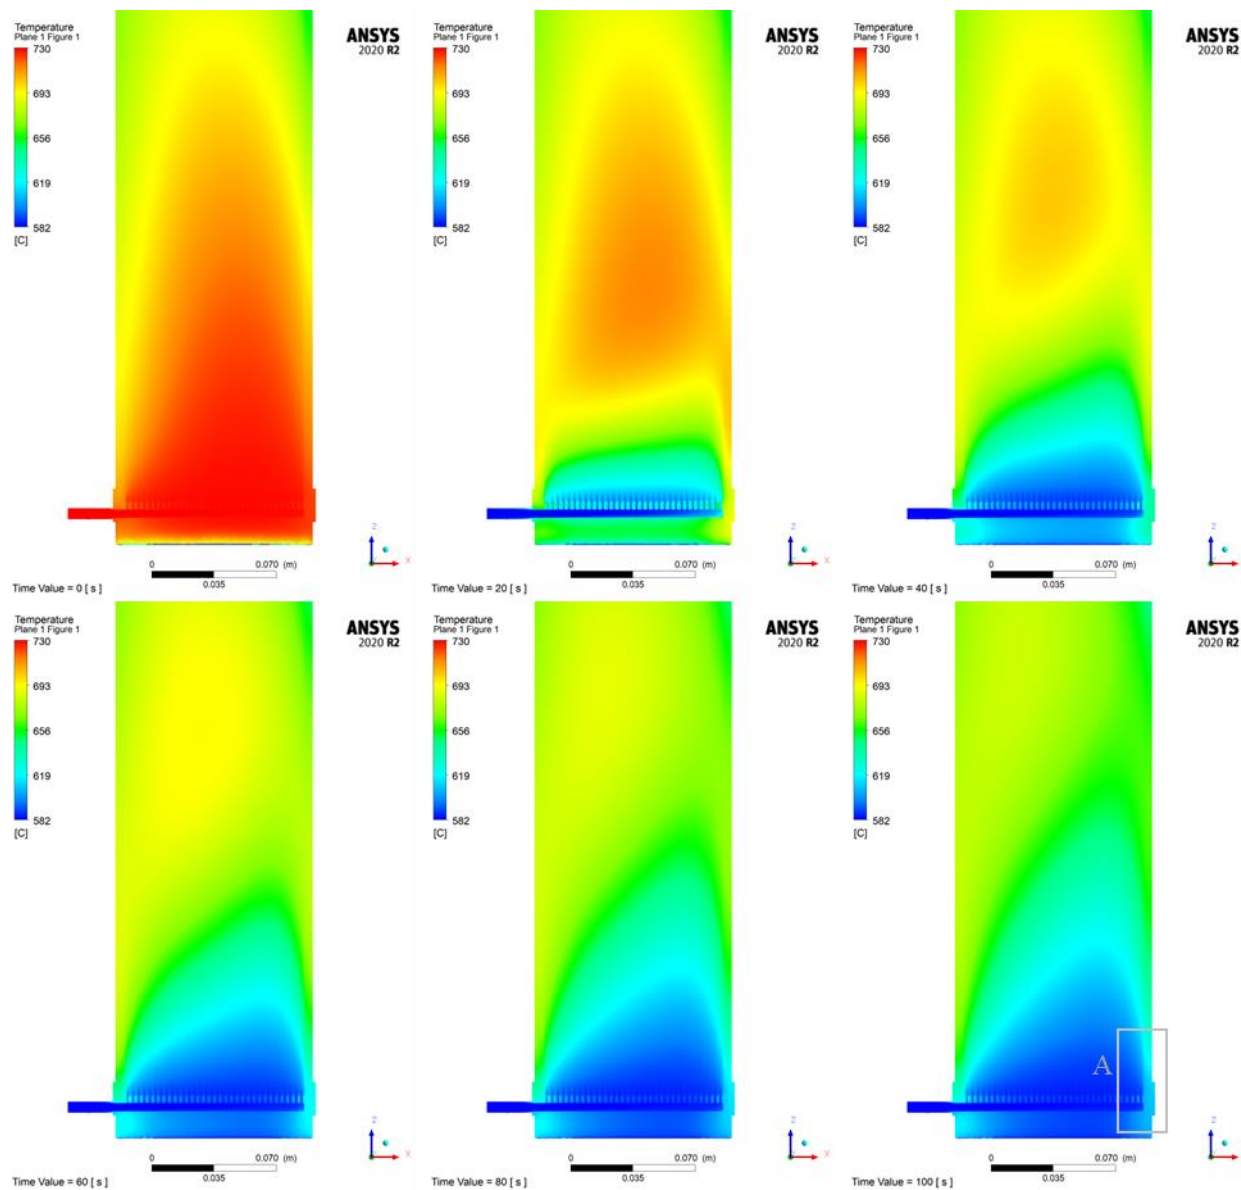 Temperature
Plane 1 Figure 1
730
693
656
619
582
[C]
ANSYS
2020 R2
Z
X
0
0.070 (m)
0.035
Time Value = 0 [ s ]
Temperature
Plane 1 Figure 1
730
693
656
619
582
[C]
ANSYS
2020 R2
Z
X
0
0.070 (m)
0.035
Time Value = 20 [ s ]
Temperature
Plane 1 Figure 1
730
693
656
619
582
[C]
ANSYS
2020 R2
Z
X
0
0.070 (m)
0.035
Time Value = 40 [ s ]
Temperature
Plane 1 Figure 1
730
693
656
619
582
[C]
ANSYS
2020 R2
Z
X
0
0.070 (m)
0.035
Time Value = 60 [ s ]
Temperature
Plane 1 Figure 1
730
693
656
619
582
[C]
ANSYS
2020 R2
Z
X
0
0.070 (m)
0.035
Time Value = 80 [ s ]
Temperature
Plane 1 Figure 1
730
693
656
619
582
[C]
ANSYS
2020 R2
A
Z
X
0
0.070 (m)
0.035
Time Value = 100 [ s ]